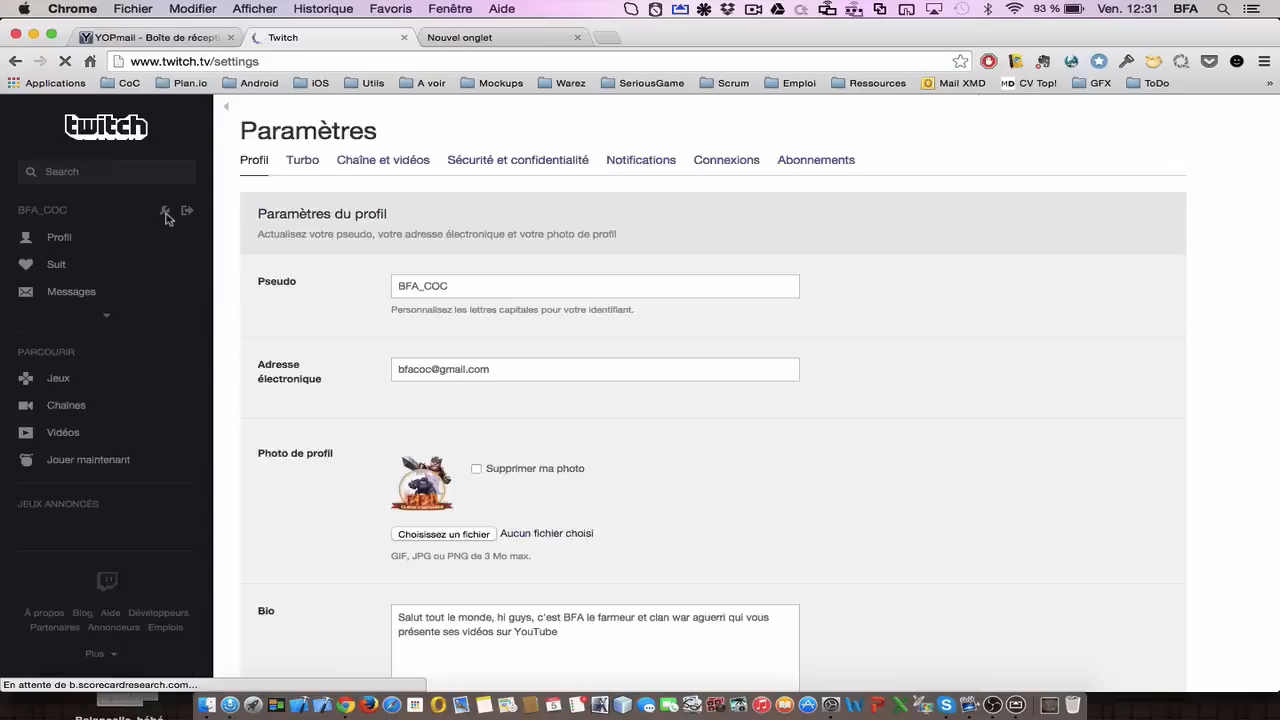 Chrome Fichier Modifier Afficher Historique Favoris Fenêtre Aide 93 % Ven. 12:31 BFA
YOPmail - Boîte de récepti Twitch Nouvel onglet
www.twitch.tv/settings
Applications CoC Plan.io Android iOS Utils A voir Mockups Warez SeriousGame Scrum Emploi Ressources Mail XMD MD CV Top! GFX ToDo »
twitch
Search
BFA_COC
Profil
Suit
Messages
PARCOURIR
Jeux
Chaînes
Vidéos
Jouer maintenant
JEUX ANNONCÉS
À propos Blog Aide Développeurs
Partenaires Annonceurs Emplois
Plus
En attente de b.scorecardresearch.com...
Paramètres
Profil Turbo Chaîne et vidéos Sécurité et confidentialité Notifications Connexions Abonnements
Paramètres du profil
Actualisez votre pseudo, votre adresse électronique et votre photo de profil
Pseudo
BFA_COC
Personnalisez les lettres capitales pour votre identifiant.
Adresse
électronique
bfacoc@gmail.com
Photo de profil
Supprimer ma photo
Choisissez un fichier Aucun fichier choisi
GIF, JPG ou PNG de 3 Mo max.
Bio
Salut tout le monde, hi guys, c'est BFA le farmeur et clan war aguerri qui vous
présente ses vidéos sur YouTube